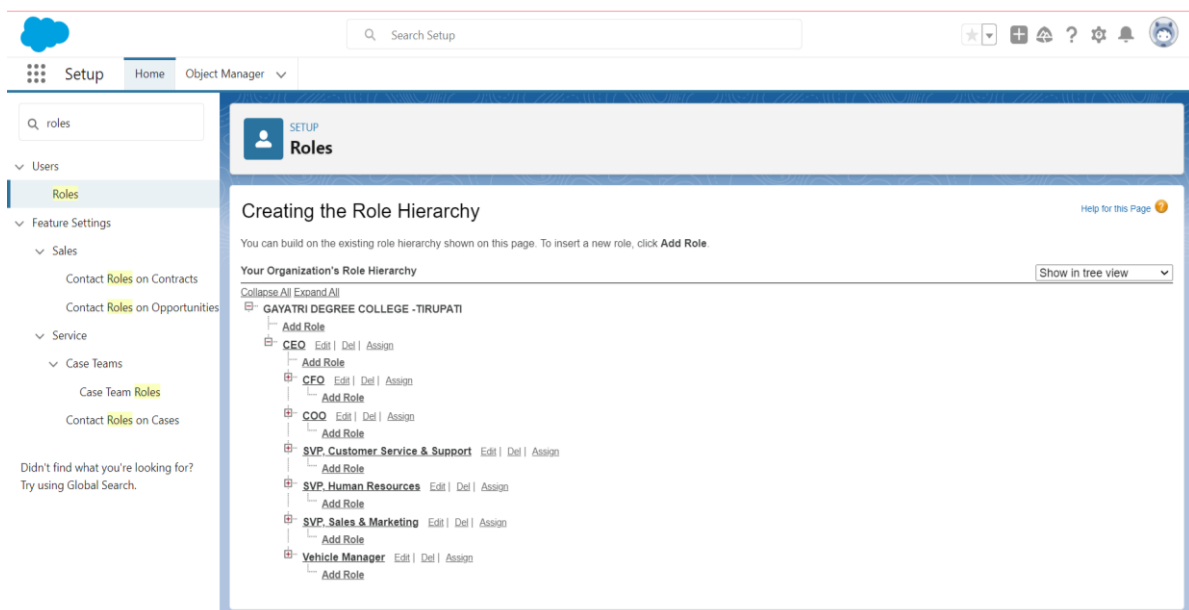 Search Setup
Setup Home Object Manager
roles
Users
Roles
Feature Settings
Sales
Contact Roles on Contracts
Contact Roles on Opportunities
Service
Case Teams
Case Team Roles
Contact Roles on Cases
Didn't find what you're looking for?
Try using Global Search.
SETUP
Roles
Creating the Role Hierarchy
Help for this Page ?
You can build on the existing role hierarchy shown on this page. To insert a new role, click Add Role.
Your Organization's Role Hierarchy
Show in tree view
Collapse All Expand All
GAYATRI DEGREE COLLEGE -TIRUPATI
Add Role
CEO Edit | Del | Assign
Add Role
CFO Edit | Del | Assign
Add Role
COO Edit | Del | Assign
Add Role
SVP, Customer Service & Support Edit | Del | Assign
Add Role
SVP, Human Resources Edit | Del | Assign
Add Role
SVP, Sales & Marketing Edit | Del | Assign
Add Role
Vehicle Manager Edit | Del | Assign
Add Role